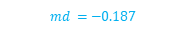 md = −0.187